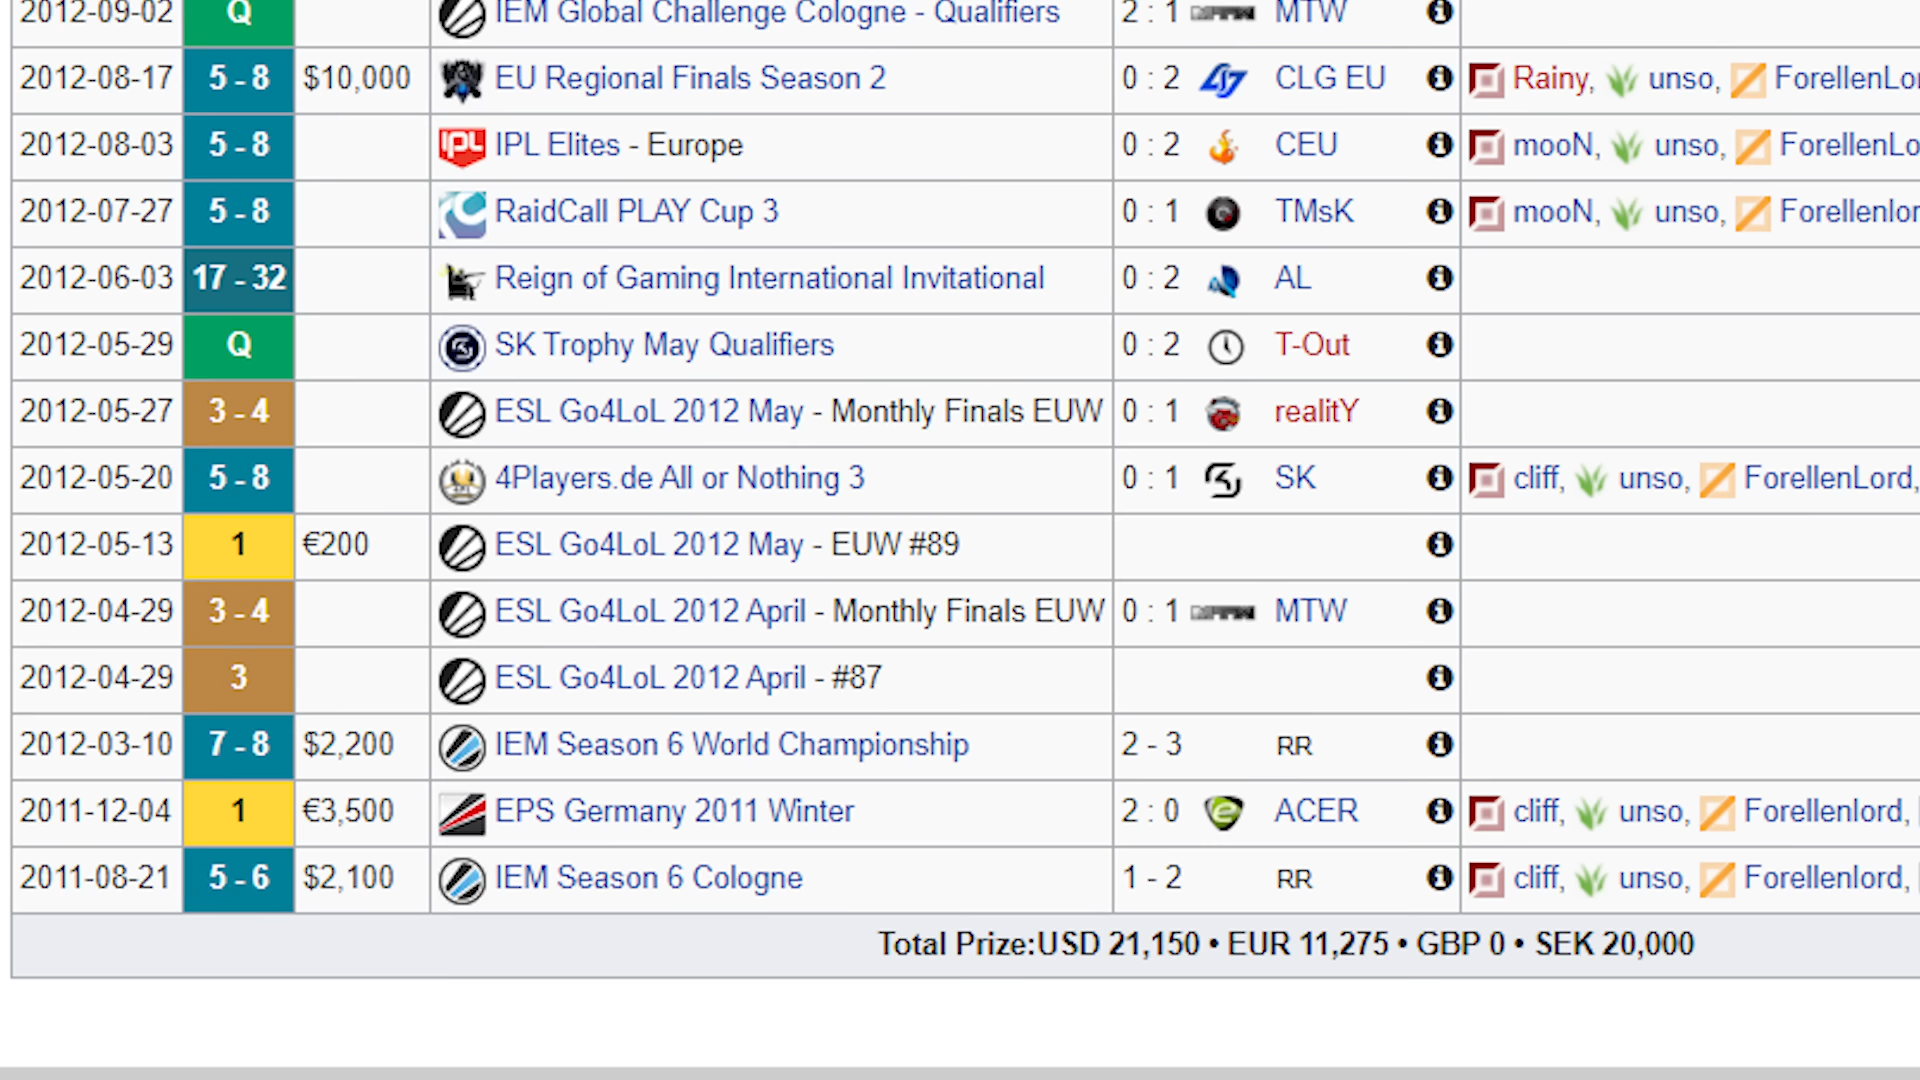 2012-09-02 Q IEM Global Challenge Cologne - Qualifiers 2 : 1 MTW
2012-08-17 5 - 8 $10,000 EU Regional Finals Season 2 0 : 2 CLG EU Rainy, unso, ForellenLor
2012-08-03 5 - 8 IPL IPL Elites - Europe 0 : 2 CEU mooN, unso, ForellenLo
2012-07-27 5 - 8 RaidCall PLAY Cup 3 0 : 1 TMsK mooN, unso, Forellenlor
2012-06-03 17 - 32 Reign of Gaming International Invitational 0 : 2 AL
2012-05-29 Q SK Trophy May Qualifiers 0 : 2 T-Out
2012-05-27 3 - 4 ESL Go4LoL 2012 May - Monthly Finals EUW 0 : 1 realitY
2012-05-20 5 - 8 4Players.de All or Nothing 3 0 : 1 SK cliff, unso, ForellenLord,
2012-05-13 1 €200 ESL Go4LoL 2012 May - EUW #89
2012-04-29 3 - 4 ESL Go4LoL 2012 April - Monthly Finals EUW 0 : 1 MTW
2012-04-29 3 ESL Go4LoL 2012 April - #87
2012-03-10 7 - 8 $2,200 IEM Season 6 World Championship 2 - 3 RR
2011-12-04 1 €3,500 EPS Germany 2011 Winter 2 : 0 ACER cliff, unso, Forellenlord,
2011-08-21 5 - 6 $2,100 IEM Season 6 Cologne 1 - 2 RR cliff, unso, Forellenlord,
Total Prize:USD 21,150 • EUR 11,275 • GBP 0 • SEK 20,000